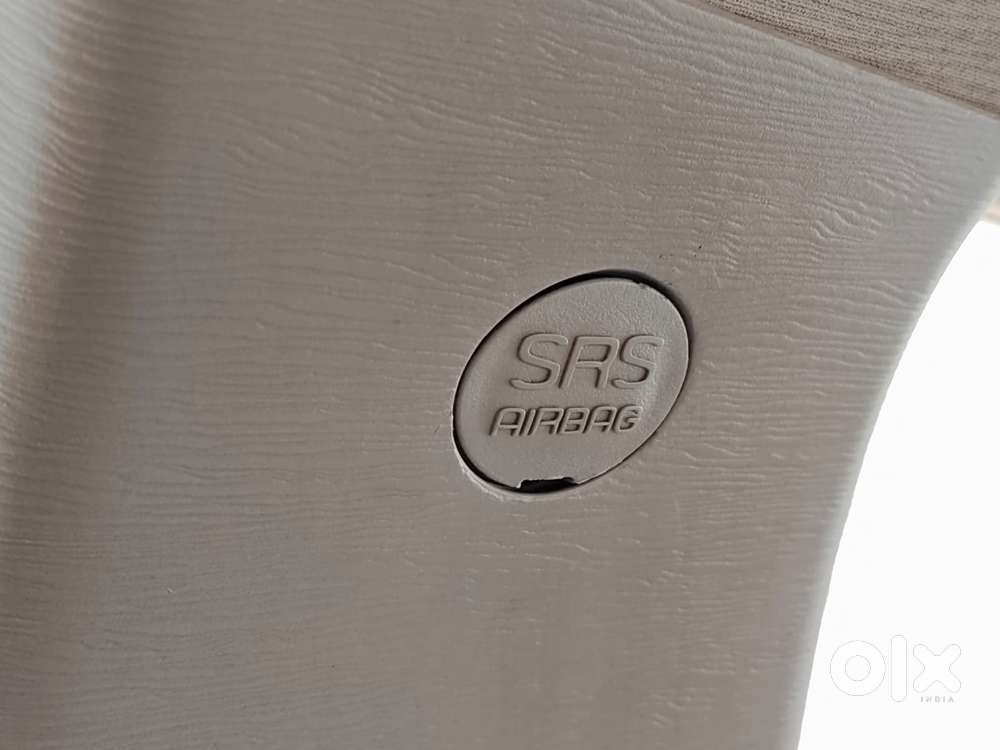 SRS
AIRBAG
olx
INDIA